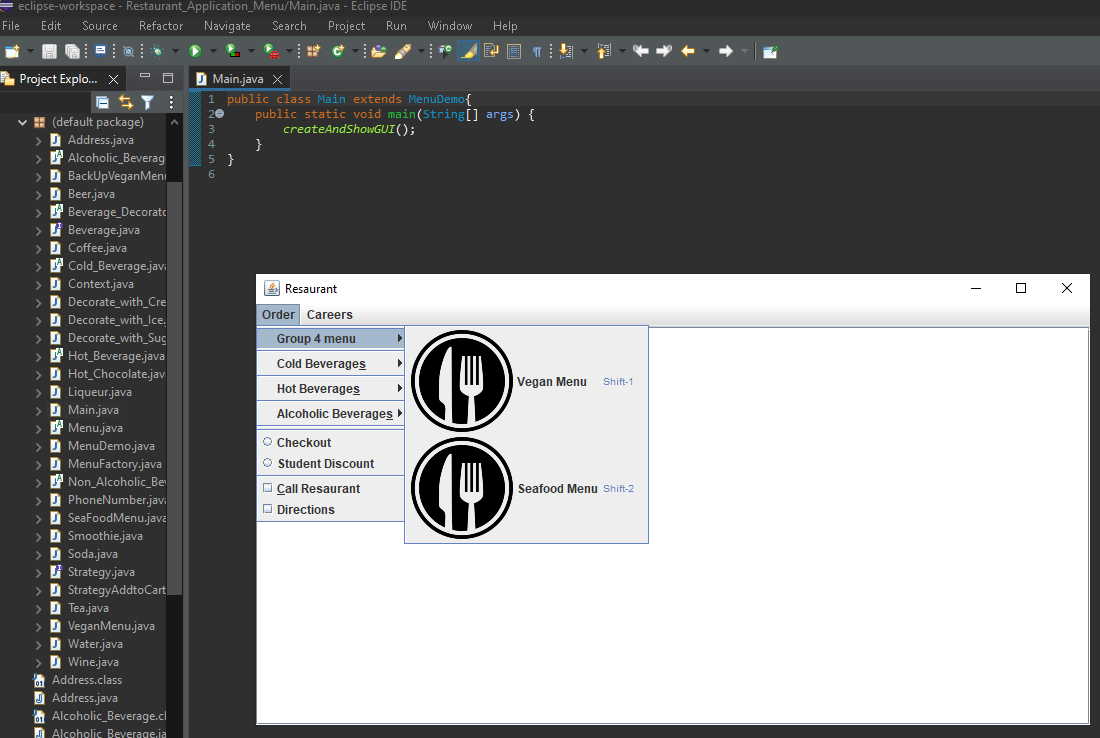 eclipse-workspace - Restaurant_Application_Menu/Main.java - Eclipse IDE
File Edit Source Refactor Navigate Search Project Run Window Help
Project Explo...
Main.java
(default package)
Address.java
Alcoholic_Beverag
BackUpVeganMenu
Beer.java
Beverage_Decorato
Beverage.java
Coffee.java
Cold_Beverage.java
Context.java
Decorate_with_Cre
Decorate_with_Ice.
Decorate_with_Sug
Hot_Beverage.java
Hot_Chocolate.java
Liqueur.java
Main.java
Menu.java
MenuDemo.java
MenuFactory.java
Non_Alcoholic_Bev
PhoneNumber.java
SeaFoodMenu.java
Smoothie.java
Soda.java
Strategy.java
StrategyAddtoCart
Tea.java
VeganMenu.java
Water.java
Wine.java
Address.class
Address.java
Alcoholic_Beverage.cl
Alcoholic_Beverage.ja
1 public class Main extends MenuDemo{
2 public static void main(String[] args) {
3 createAndShowGUI();
4 }
5 }
6
Resaurant
Order Careers
Group 4 menu
Cold Beverages
Hot Beverages
Alcoholic Beverages
Checkout
Student Discount
Call Resaurant
Directions
Vegan Menu Shift-1
Seafood Menu Shift-2